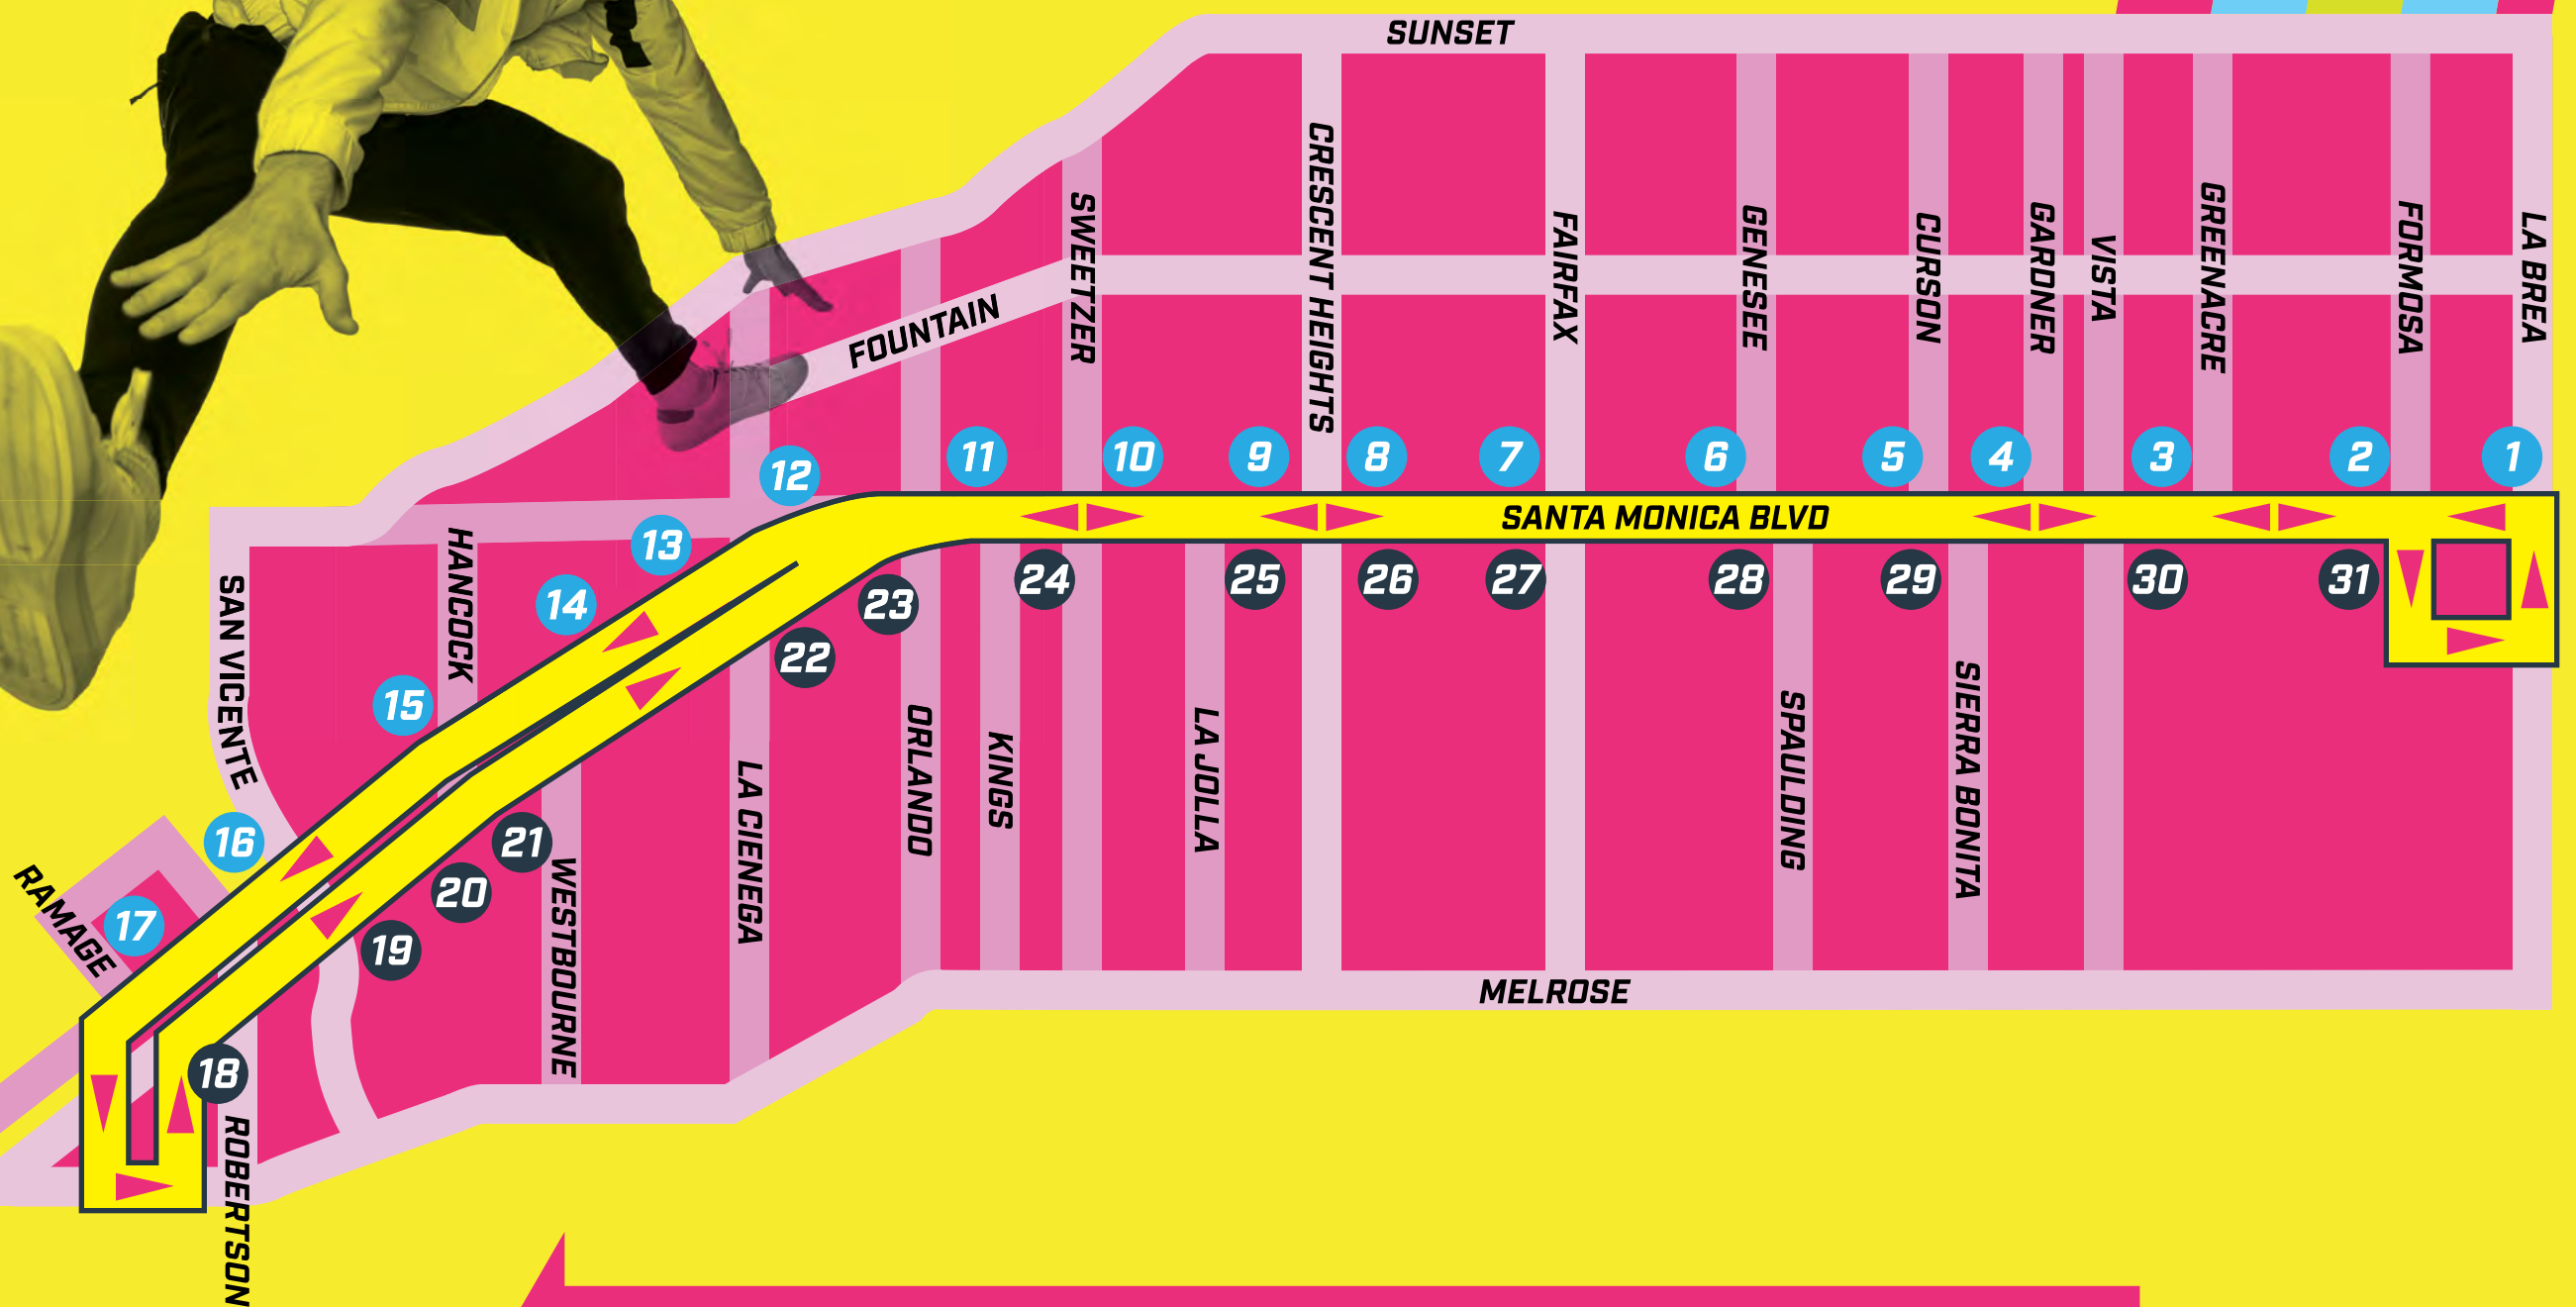 SUNSET
CRESCENT HEIGHTS
SWEETZER
FAIRFAX
GENESEE
CURSON
GARDNER
VISTA
GREENACRE
FORMOSA
LA BREA
FOUNTAIN
11
10
9
8
7
6
5
4
3
2
1
12
SANTA MONICA BLVD
13
14
HANCOCK
SAN VICENTE
15
24
25
26
27
28
29
30
31
23
22
ORLANDO
KINGS
LA JOLLA
SPAULDING
SIERRA BONITA
LA CIENEGA
16
21
20
WESTBOURNE
RAMAGE
17
19
MELROSE
18
ROBERTSON